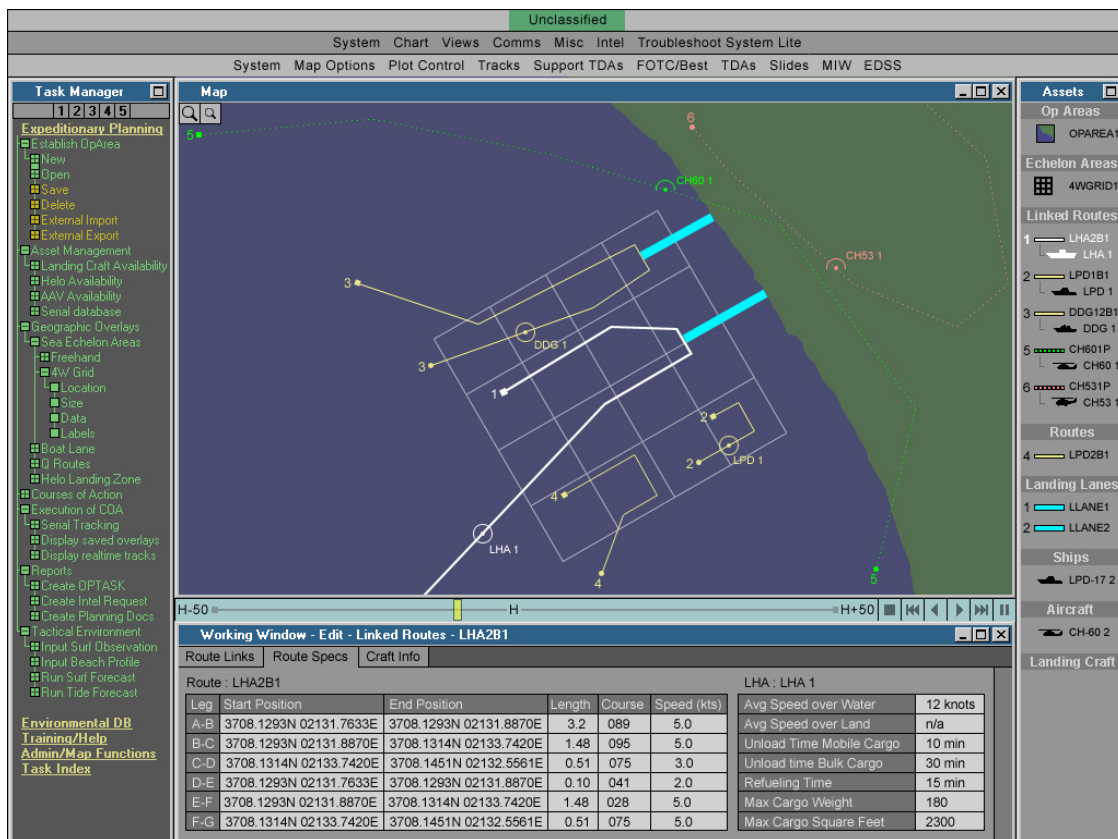 Unclassified
System Chart Views Comms Misc Intel Troubleshoot System Lite
System Map Options Plot Control Tracks Support TDAs FOTC/Best TDAs Slides MIW EDSS
Task Manager
1 2 3 4 5
Expeditionary Planning
Establish OpArea
New
Open
Save
Delete
External Import
External Export
Asset Management
Landing Craft Availability
Helo Availability
AAV Availability
Serial database
Geographic Overlays
Sea Echelon Areas
Freehand
4W Grid
Location
Size
Data
Labels
Boat Lane
Q Routes
Helo Landing Zone
Courses of Action
Execution of COA
Serial Tracking
Display saved overlays
Display realtime tracks
Reports
Create OPTASK
Create Intel Request
Create Planning Docs
Tactical Environment
Input Surf Observation
Input Beach Profile
Run Surf Forecast
Run Tide Forecast
Environmental DB
Training/Help
Admin/Map Functions
Task Index
Map
5
6
CH60 1
CH53 1
3
DDG 1
3
1
2
2
LPD 1
4
LHA 1
4
5
H-50 H H+50
Working Window - Edit - Linked Routes - LHA2B1
Route Links Route Specs Craft Info
Route : LHA2B1
Leg Start Position End Position Length Course Speed (kts)
A-B 3708.1293N 02131.7633E 3708.1293N 02131.8870E 3.2 089 5.0
B-C 3708.1293N 02131.8870E 3708.1314N 02133.7420E 1.48 095 5.0
C-D 3708.1314N 02133.7420E 3708.1451N 02132.5561E 0.51 075 3.0
D-E 3708.1293N 02131.7633E 3708.1293N 02131.8870E 0.10 041 2.0
E-F 3708.1293N 02131.8870E 3708.1314N 02133.7420E 1.48 028 5.0
F-G 3708.1314N 02133.7420E 3708.1451N 02132.5561E 0.51 075 5.0
LHA : LHA 1
Avg Speed over Water 12 knots
Avg Speed over Land n/a
Unload Time Mobile Cargo 10 min
Unload time Bulk Cargo 30 min
Refueling Time 15 min
Max Cargo Weight 180
Max Cargo Square Feet 2300
Assets
Op Areas
OPAREA1
Echelon Areas
4WGRID1
Linked Routes
1 LHA2B1
LHA 1
2 LPD1B1
LPD 1
3 DDG12B1
DDG 1
5 CH601P
CH60 1
6 CH531P
CH53 1
Routes
4 LPD2B1
Landing Lanes
1 LLANE1
2 LLANE2
Ships
LPD-17 2
Aircraft
CH-60 2
Landing Craft